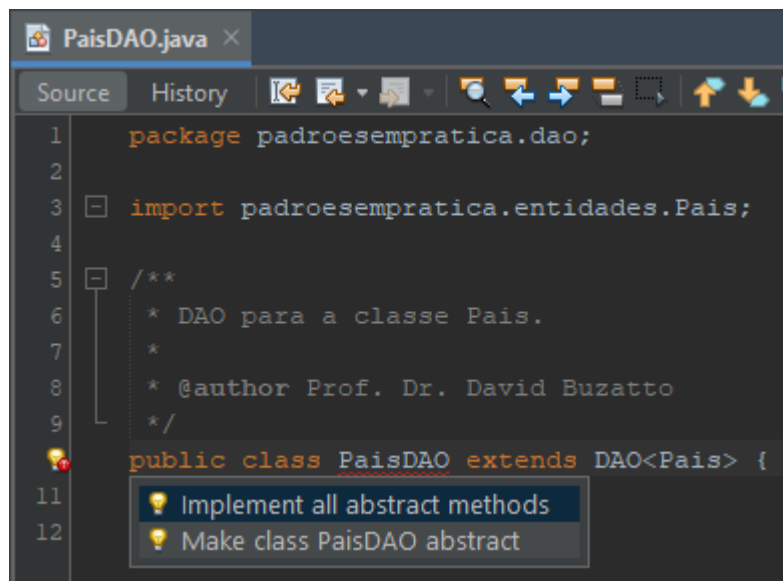 PaisDAO.java
Source History
1 package padroesempratica.dao;
2
3 import padroesempratica.entidades.Pais;
4
5 /**
6 * DAO para a classe Pais.
7 *
8 * @author Prof. Dr. David Buzatto
9 */
public class PaisDAO extends DAO<Pais> {
11 Implement all abstract methods
12 Make class PaisDAO abstract